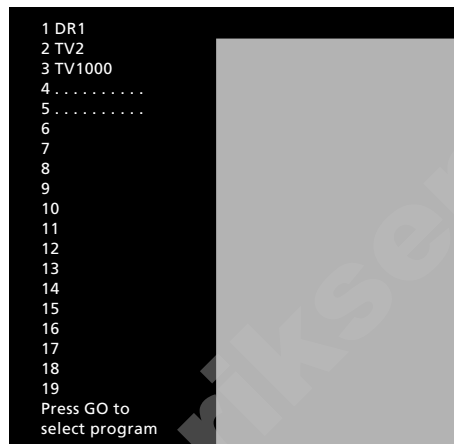 1 DR1
2 TV2
3 TV1000
4 . . . . . . . . . .
5 . . . . . . . . . .
6
7
8
9
10
11
12
13
14
15
16
17
18
19
Press GO to
select program